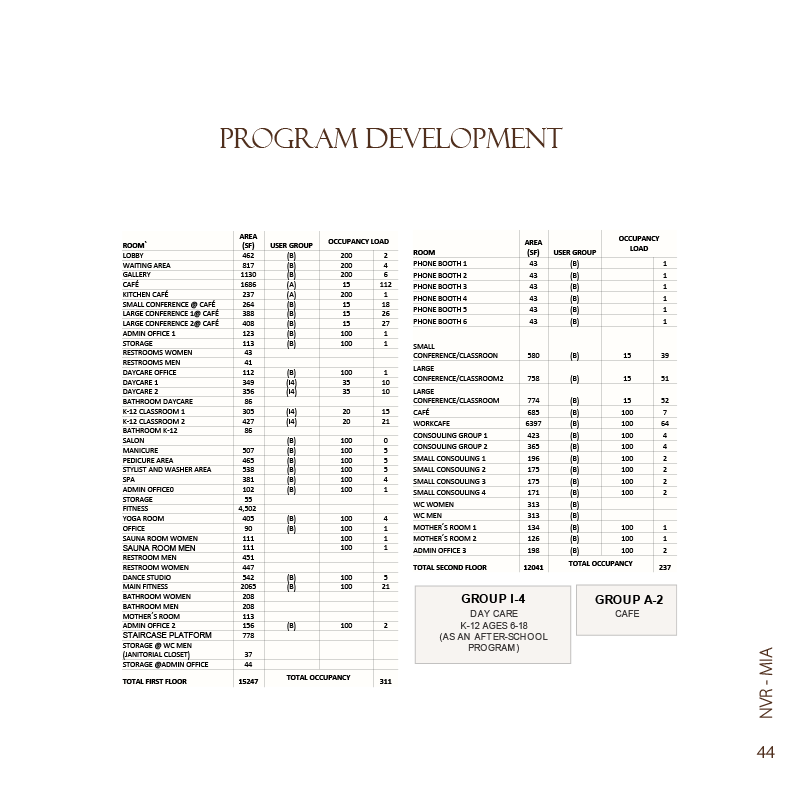 PROGRAM DEVELOPMENT
ROOM` AREA (SF) USER GROUP OCCUPANCY LOAD
LOBBY 462 (B) 200 2
WAITING AREA 817 (B) 200 4
GALLERY 1130 (B) 200 6
CAFÉ 1686 (A) 15 112
KITCHEN CAFÉ 237 (A) 200 1
SMALL CONFERENCE @ CAFÉ 264 (B) 15 18
LARGE CONFERENCE 1@ CAFÉ 388 (B) 15 26
LARGE CONFERENCE 2@ CAFÉ 408 (B) 15 27
ADMIN OFFICE 1 123 (B) 100 1
STORAGE 113 (B) 100 1
RESTROOMS WOMEN 43
RESTROOMS MEN 41
DAYCARE OFFICE 112 (B) 100 1
DAYCARE 1 349 (I4) 35 10
DAYCARE 2 356 (I4) 35 10
BATHROOM DAYCARE 86
K-12 CLASSROOM 1 305 (I4) 20 15
K-12 CLASSROOM 2 427 (I4) 20 21
BATHROOM K-12 86
SALON (B) 100 0
MANICURE 507 (B) 100 5
PEDICURE AREA 465 (B) 100 5
STYLIST AND WASHER AREA 538 (B) 100 5
SPA 381 (B) 100 4
ADMIN OFFICE0 102 (B) 100 1
STORAGE 55
FITNESS 4,502
YOGA ROOM 405 (B) 100 4
OFFICE 90 (B) 100 1
SAUNA ROOM WOMEN 111 100 1
SAUNA ROOM MEN 111 100 1
RESTROOM MEN 451
RESTROOM WOMEN 447
DANCE STUDIO 542 (B) 100 5
MAIN FITNESS 2065 (B) 100 21
BATHROOM WOMEN 208
BATHROOM MEN 208
MOTHER´S ROOM 113
ADMIN OFFICE 2 156 (B) 100 2
STAIRCASE PLATFORM 778
STORAGE @ WC MEN
(JANITORIAL CLOSET) 37
STORAGE @ADMIN OFFICE 44
TOTAL FIRST FLOOR 15247 TOTAL OCCUPANCY 311
ROOM AREA (SF) USER GROUP OCCUPANCY LOAD
PHONE BOOTH 1 43 (B) 1
PHONE BOOTH 2 43 (B) 1
PHONE BOOTH 3 43 (B) 1
PHONE BOOTH 4 43 (B) 1
PHONE BOOTH 5 43 (B) 1
PHONE BOOTH 6 43 (B) 1
SMALL
CONFERENCE/CLASSROON 580 (B) 15 39
LARGE
CONFERENCE/CLASSROOM2 758 (B) 15 51
LARGE
CONFERENCE/CLASSROOM 774 (B) 15 52
CAFÉ 685 (B) 100 7
WORKCAFE 6397 (B) 100 64
CONSOULING GROUP 1 423 (B) 100 4
CONSOULING GROUP 2 365 (B) 100 4
SMALL CONSOULING 1 196 (B) 100 2
SMALL CONSOULING 2 175 (B) 100 2
SMALL CONSOULING 3 175 (B) 100 2
SMALL CONSOULING 4 171 (B) 100 2
WC WOMEN 313 (B)
WC MEN 313 (B)
MOTHER´S ROOM 1 134 (B) 100 1
MOTHER´S ROOM 2 126 (B) 100 1
ADMIN OFFICE 3 198 (B) 100 2
TOTAL SECOND FLOOR 12041 TOTAL OCCUPANCY 237
GROUP I-4
DAY CARE
K-12 AGES 6-18
(AS AN AFTER-SCHOOL
PROGRAM)
GROUP A-2
CAFE
NVR - MIA
44